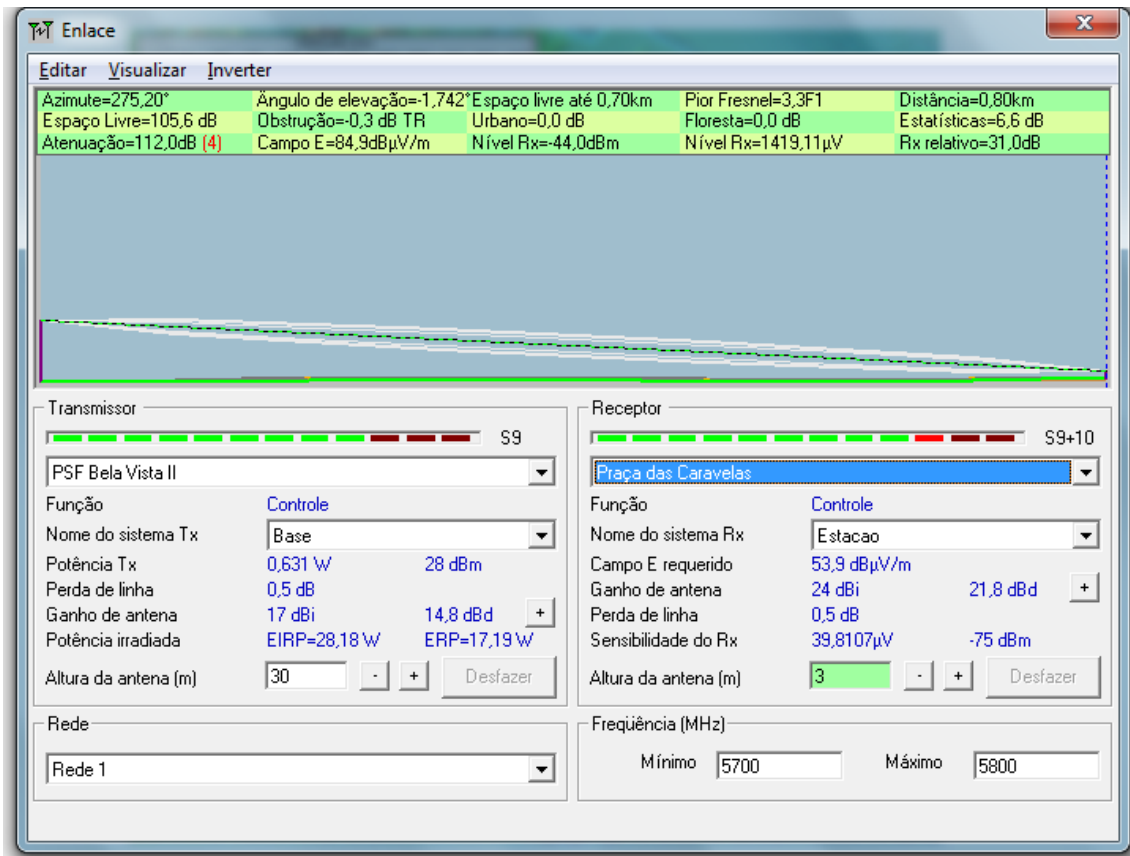 Enlace
Editar Visualizar Inverter
Azimute=275,20° Ângulo de elevação=-1,742° Espaço livre até 0,70km Pior Fresnel=3,3F1 Distância=0,80km
Espaço Livre=105,6 dB Obstrução=-0,3 dB TR Urbano=0,0 dB Floresta=0,0 dB Estatísticas=6,6 dB
Atenuação=112,0dB (4) Campo E=84,9dBµV/m Nível Rx=-44,0dBm Nível Rx=1419,11µV Rx relativo=31,0dB
Transmissor
S9
PSF Bela Vista II
Função Controle
Nome do sistema Tx Base
Potência Tx 0,631 W 28 dBm
Perda de linha 0,5 dB
Ganho de antena 17 dBi 14,8 dBd +
Potência irradiada EIRP=28,18 W ERP=17,19 W
Altura da antena (m) 30 - + Desfazer
Receptor
S9+10
Praça das Caravelas
Função Controle
Nome do sistema Rx Estacao
Campo E requerido 53,9 dBµV/m
Ganho de antena 24 dBi 21,8 dBd +
Perda de linha 0,5 dB
Sensibilidade do Rx 39,8107µV -75 dBm
Altura da antena (m) 3 - + Desfazer
Rede
Rede 1
Freqüência (MHz)
Mínimo 5700 Máximo 5800